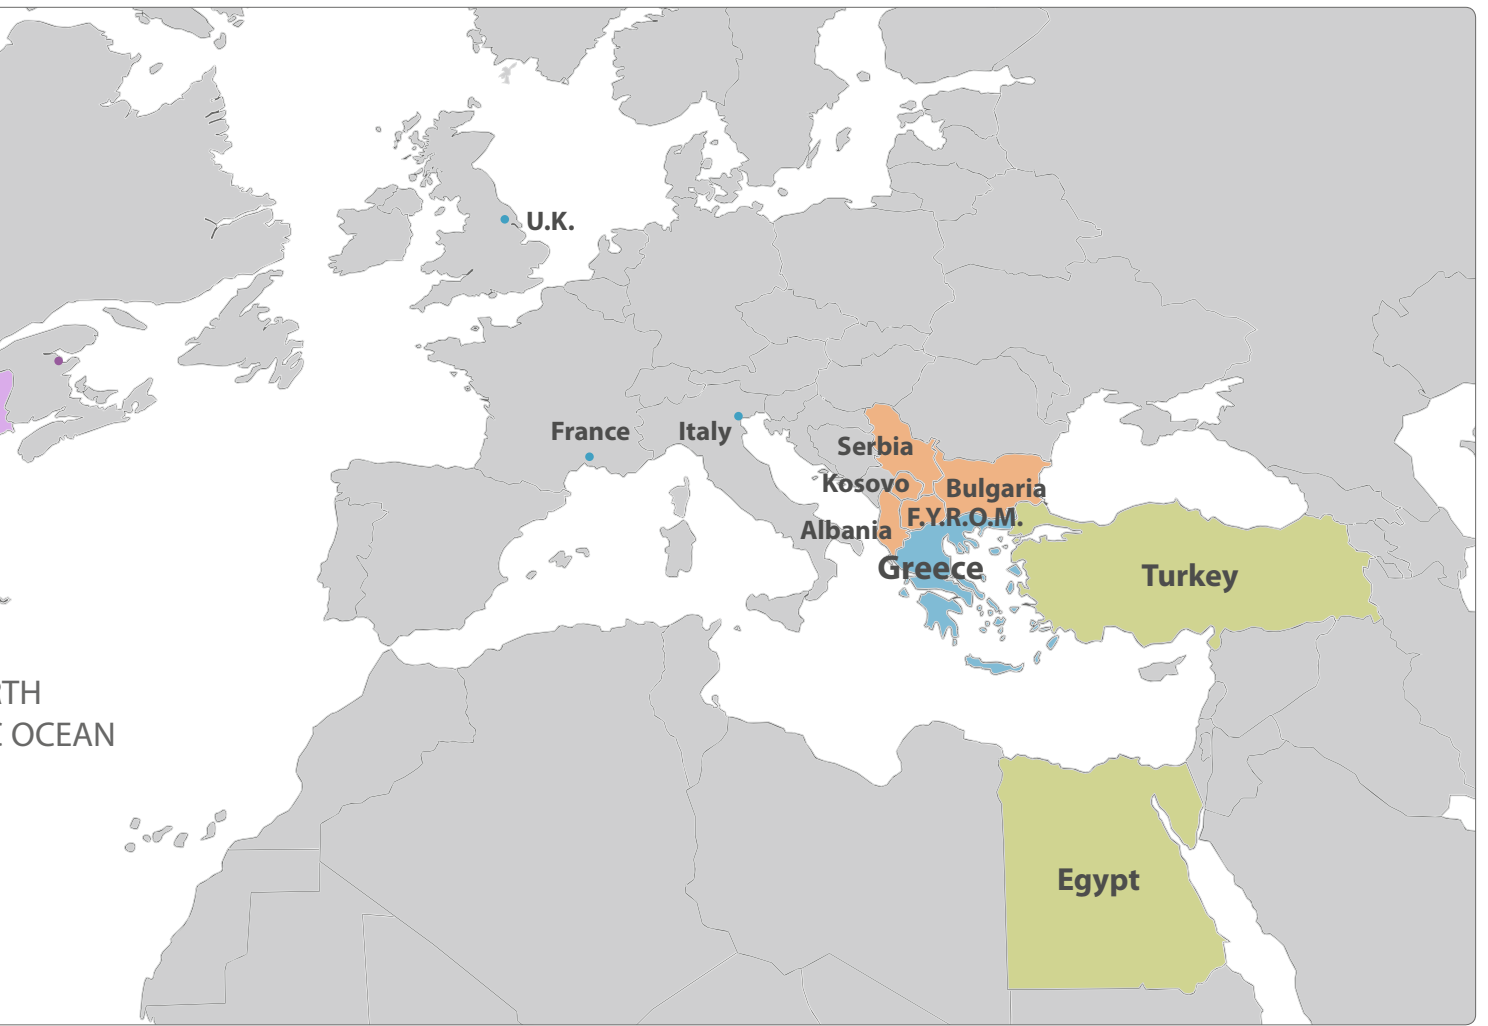 U.K.
France
Italy
Serbia
Kosovo
Bulgaria
F.Y.R.O.M.
Albania
Greece
Turkey
RTH
C OCEAN
Egypt